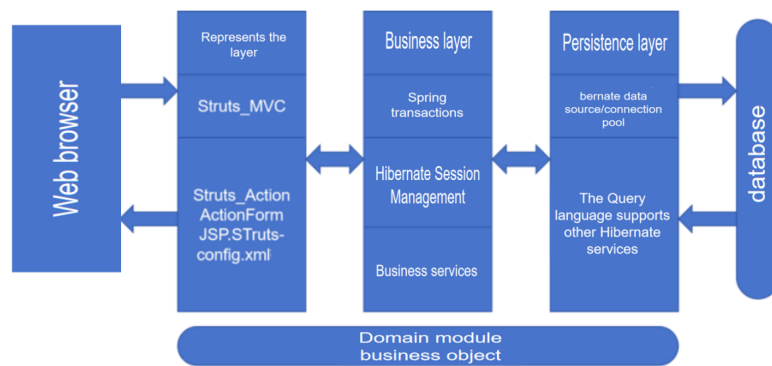 Web browser
Represents the
layer
Struts_MVC
Struts_Action
ActionForm
JSP.STruts-
config.xml
Business layer
Spring
transactions
Hibernate Session
Management
Business services
Persistence layer
bernate data
source/connection
pool
The Query
language supports
other Hibernate
services
database
Domain module
business object